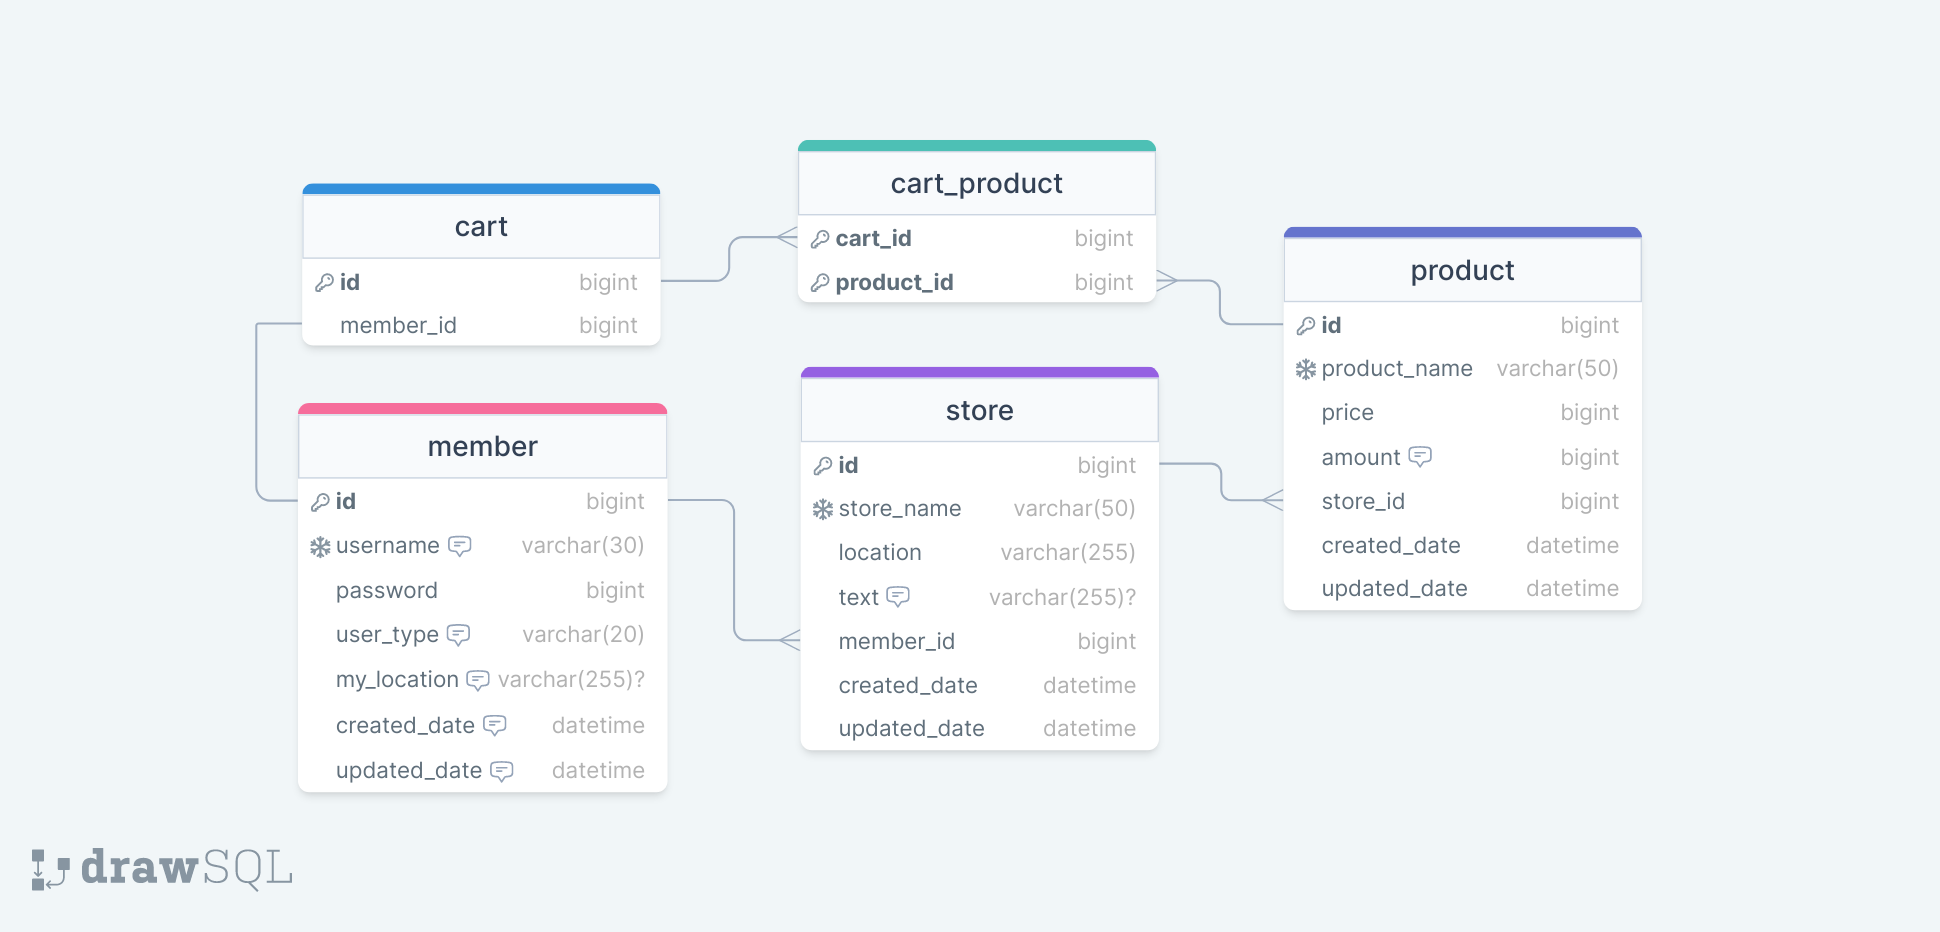 cart
id bigint
member_id bigint
cart_product
cart_id bigint
product_id bigint
product
id bigint
product_name varchar(50)
price bigint
amount bigint
store_id bigint
created_date datetime
updated_date datetime
member
id bigint
username varchar(30)
password bigint
user_type varchar(20)
my_location varchar(255)?
created_date datetime
updated_date datetime
store
id bigint
store_name varchar(50)
location varchar(255)
text varchar(255)?
member_id bigint
created_date datetime
updated_date datetime
drawSQL